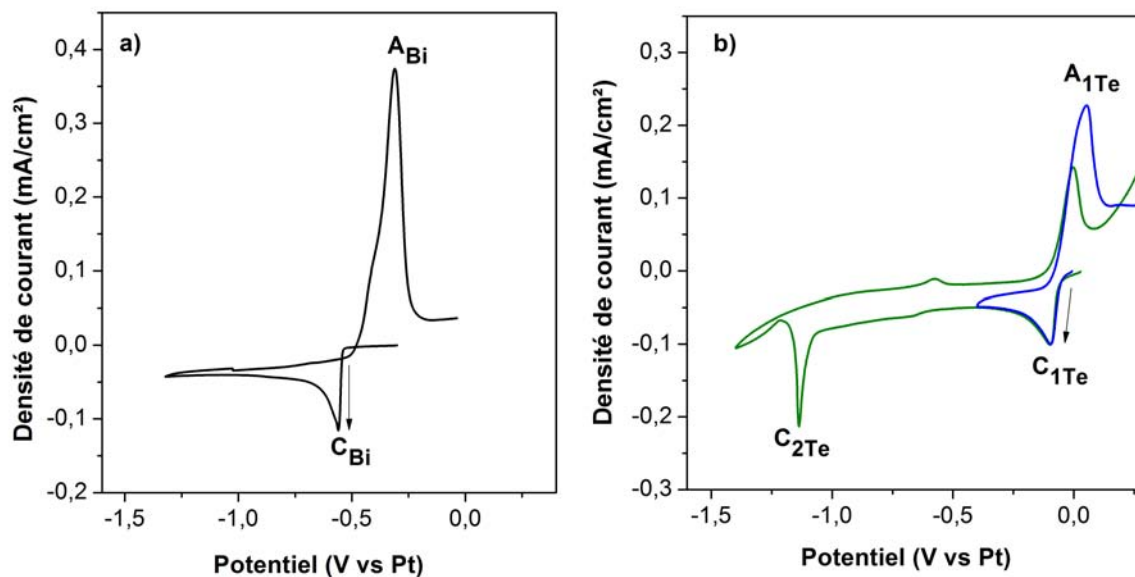 a)
A_Bi
0,4
0,3
0,2
0,1
0,0
-0,1
-0,2
C_Bi
-1,5
-1,0
-0,5
0,0
Densité de courant (mA/cm²)
Potentiel (V vs Pt)
b)
A_1Te
0,3
0,2
0,1
0,0
-0,1
-0,2
-0,3
C_1Te
C_2Te
-1,5
-1,0
-0,5
0,0
Densité de courant (mA/cm²)
Potentiel (V vs Pt)